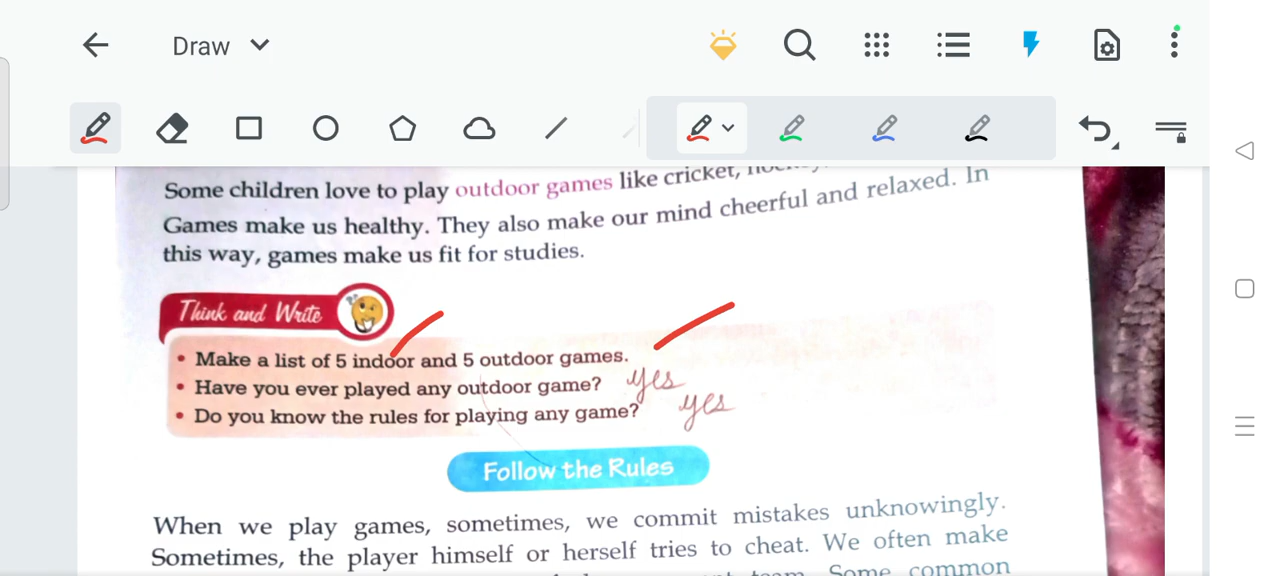 Draw
Some children love to play outdoor games like cricket,
Games make us healthy. They also make our mind cheerful and relaxed. In
this way, games make us fit for studies.
Think and Write
• Make a list of 5 indoor and 5 outdoor games.
• Have you ever played any outdoor game? yes
• Do you know the rules for playing any game? yes
Follow the Rules
When we play games, sometimes, we commit mistakes unknowingly.
Sometimes, the player himself or herself tries to cheat. We often make
team. Some common